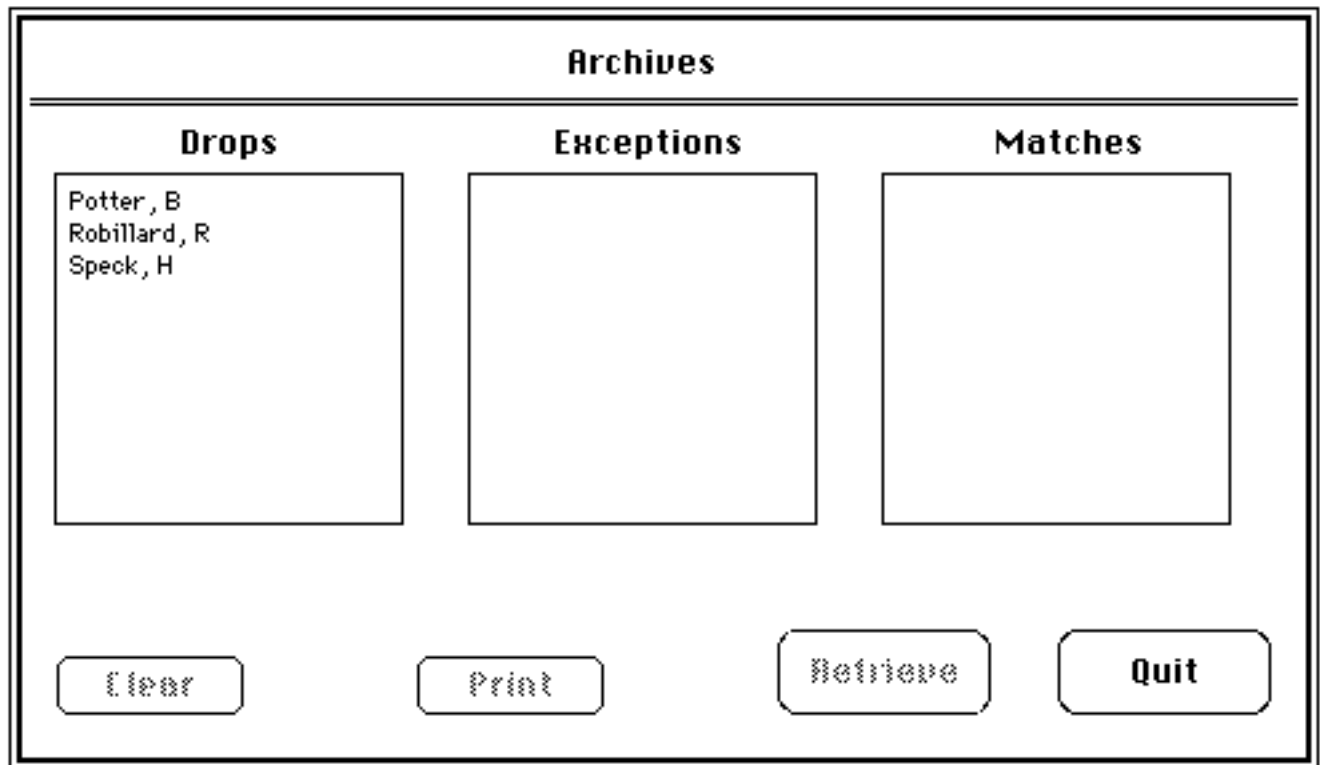 Archives
Drops
Exceptions
Matches
Potter, B
Robillard, R
Speck, H
Clear
Print
Retrieve
Quit